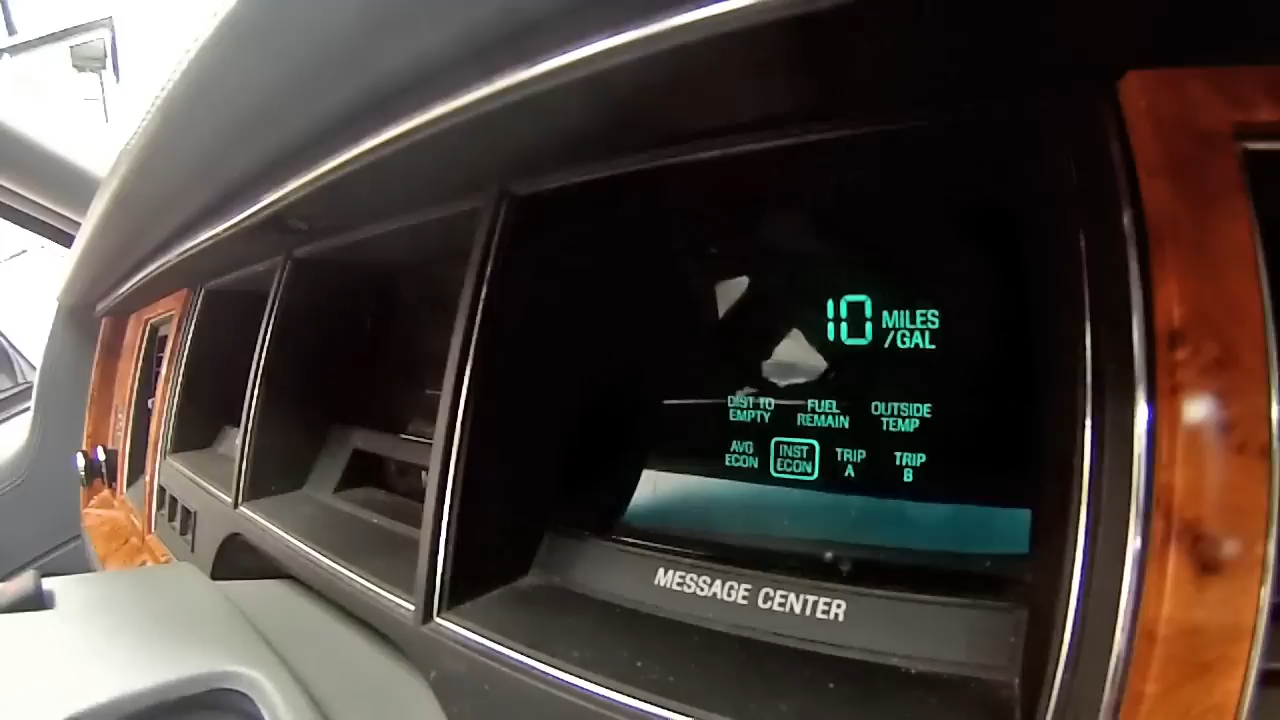 10 MILES
/GAL
DIST TO
EMPTY
FUEL
REMAIN
OUTSIDE
TEMP
AVG
ECON
INST
ECON
TRIP
A
TRIP
B
MESSAGE CENTER